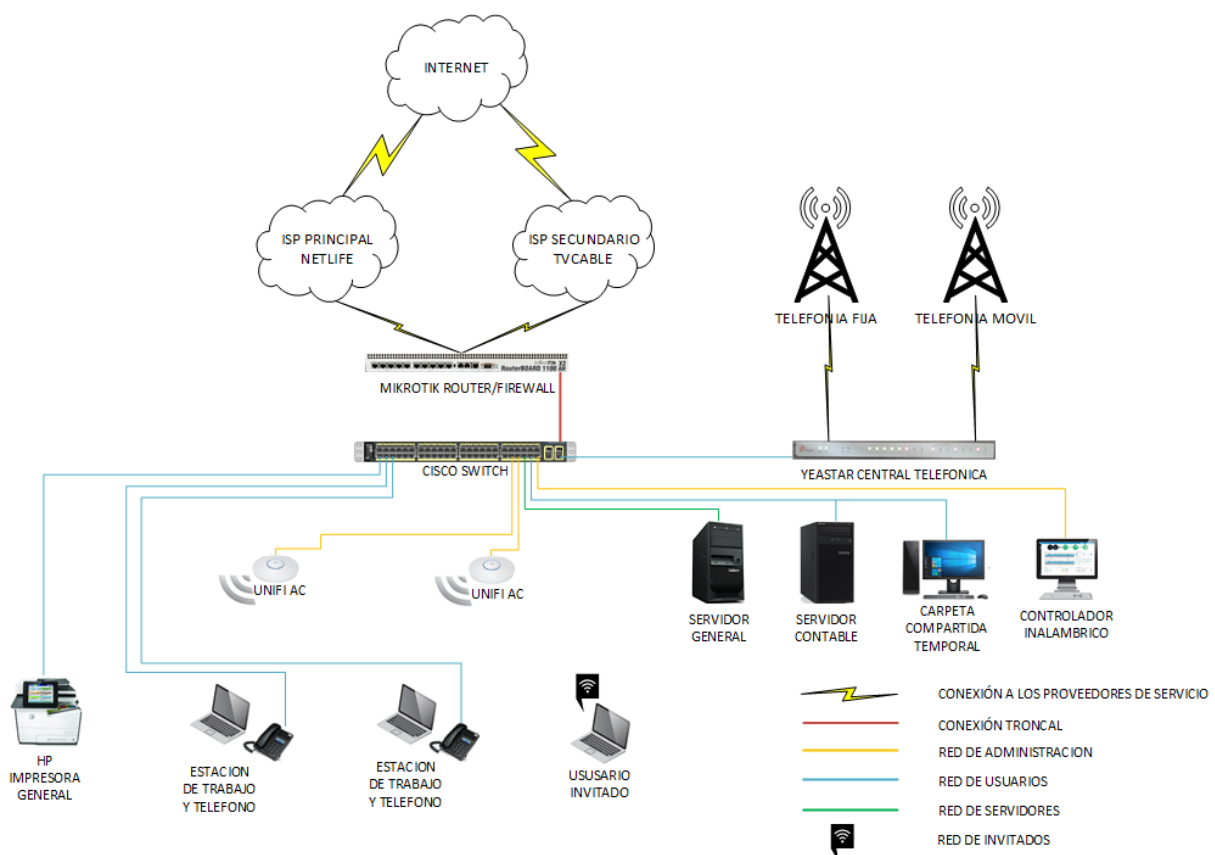 INTERNET
ISP PRINCIPAL
NETLIFE
ISP SECUNDARIO
TVCABLE
TELEFONIA FIJA
TELEFONIA MOVIL
RouterBOARD 1100
X2
AH
MIKROTIK ROUTER/FIREWALL
CISCO SWITCH
YEASTAR CENTRAL TELEFONICA
UNIFI AC
UNIFI AC
SERVIDOR
GENERAL
SERVIDOR
CONTABLE
CARPETA
COMPARTIDA
TEMPORAL
CONTROLADOR
INALAMBRICO
HP
IMPRESORA
GENERAL
ESTACION
DE TRABAJO
Y TELEFONO
ESTACION
DE TRABAJO
Y TELEFONO
USUSARIO
INVITADO
CONEXIÓN A LOS PROVEEDORES DE SERVICIO
CONEXIÓN TRONCAL
RED DE ADMINISTRACION
RED DE USUARIOS
RED DE SERVIDORES
RED DE INVITADOS